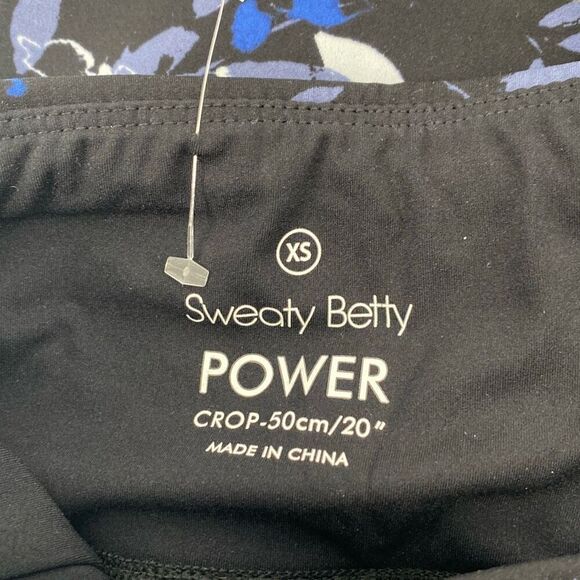 XS
Sweaty Betty
POWER
CROP-50cm/20"
MADE IN CHINA